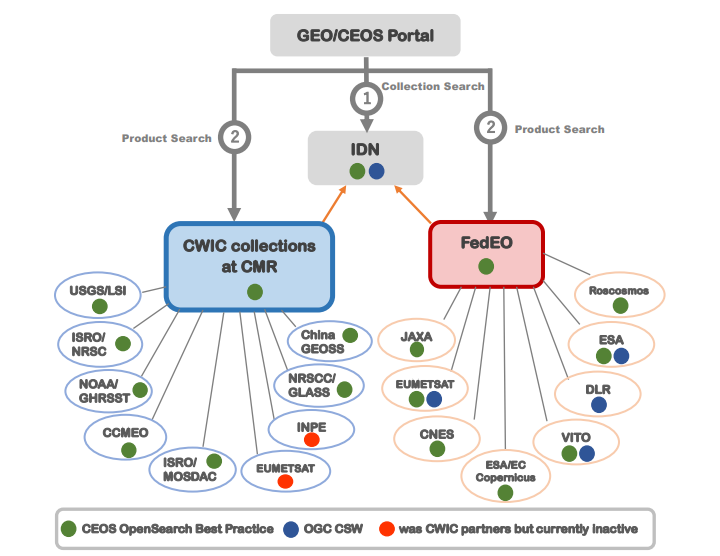 GEO/CEOS Portal
Collection Search
1
Product Search
2
2
Product Search
IDN
CWIC collections
at CMR
FedEO
USGS/LSI
ISRO/
NRSC
NOAA/
GHRSST
CCMEO
ISRO/
MOSDAC
EUMETSAT
INPE
NRSCC/
GLASS
China
GEOSS
JAXA
EUMETSAT
CNES
ESA/EC
Copernicus
VITO
DLR
ESA
Roscosmos
CEOS OpenSearch Best Practice
OGC CSW
was CWIC partners but currently inactive